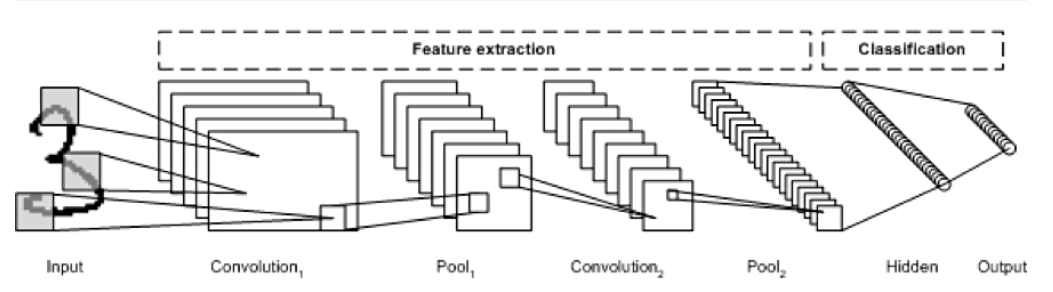 Feature extraction Classification
Input Convolution₁ Pool₁ Convolution₂ Pool₂ Hidden Output